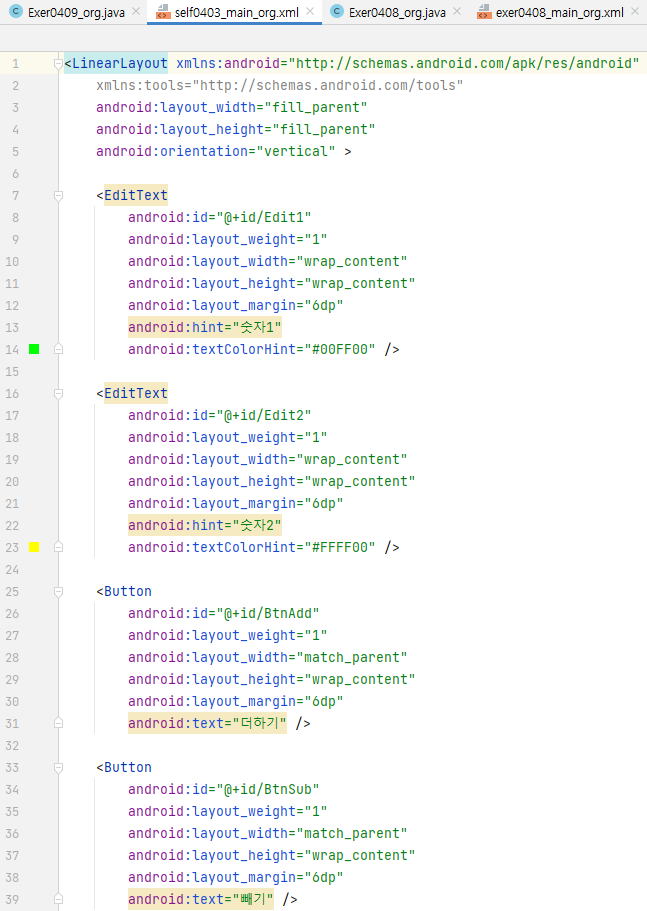 Exer0409_org.java self0403_main_org.xml Exer0408_org.java exer0408_main_org.xml
1 <LinearLayout xmlns:android="http://schemas.android.com/apk/res/android"
2 xmlns:tools="http://schemas.android.com/tools"
3 android:layout_width="fill_parent"
4 android:layout_height="fill_parent"
5 android:orientation="vertical" >
6
7 <EditText
8 android:id="@+id/Edit1"
9 android:layout_weight="1"
10 android:layout_width="wrap_content"
11 android:layout_height="wrap_content"
12 android:layout_margin="6dp"
13 android:hint="숫자1"
14 android:textColorHint="#00FF00" />
15
16 <EditText
17 android:id="@+id/Edit2"
18 android:layout_weight="1"
19 android:layout_width="wrap_content"
20 android:layout_height="wrap_content"
21 android:layout_margin="6dp"
22 android:hint="숫자2"
23 android:textColorHint="#FFFF00" />
24
25 <Button
26 android:id="@+id/BtnAdd"
27 android:layout_weight="1"
28 android:layout_width="match_parent"
29 android:layout_height="wrap_content"
30 android:layout_margin="6dp"
31 android:text="더하기" />
32
33 <Button
34 android:id="@+id/BtnSub"
35 android:layout_weight="1"
36 android:layout_width="match_parent"
37 android:layout_height="wrap_content"
38 android:layout_margin="6dp"
39 android:text="빼기" />